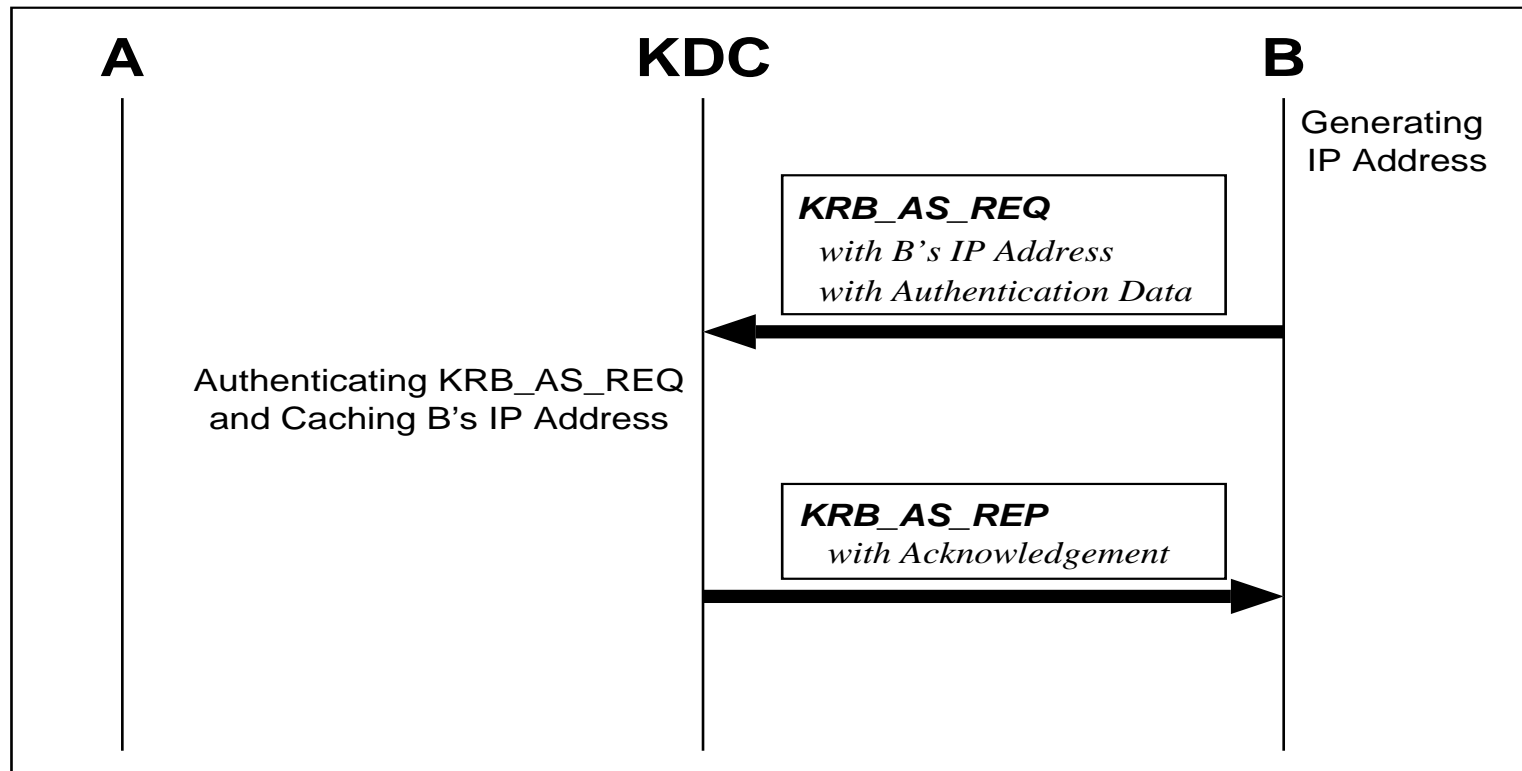 A
KDC
B
Generating
IP Address
KRB_AS_REQ
with B’s IP Address
with Authentication Data
Authenticating KRB_AS_REQ
and Caching B’s IP Address
KRB_AS_REP
with Acknowledgement